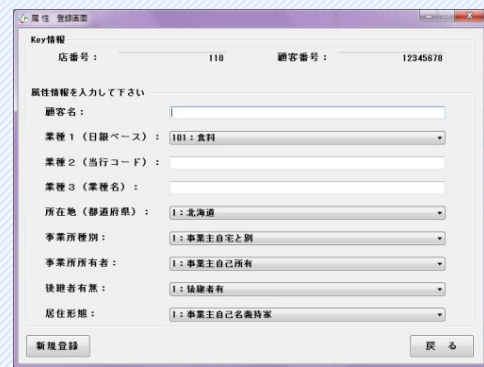 属性 登録画面
Key情報
店番号： 110 顧客番号： 12345678
属性情報を入力して下さい
顧客名：
業種１（日銀ベース）： 101：食料
業種２（当行コード）：
業種３（業種名）：
所在地（都道府県）： 1：北海道
事業所種別： 1：事業主自宅と別
事業所所有者： 1：事業主自己所有
後継者有無： 1：後継者有
居住形態： 1：事業主自己名義持家
新規登録 戻る